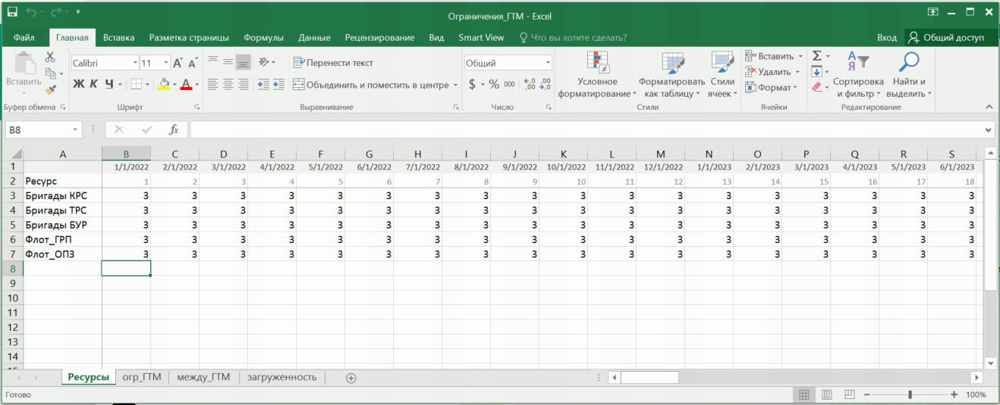 Ограничения_ГТМ - Excel
Файл Главная Вставка Разметка страницы Формулы Данные Рецензирование Вид Smart View Что вы хотите сделать? Вход Общий доступ
Вставить
Буфер обмена
Calibri 11
Ж К Ч
Шрифт
Перенести текст
Объединить и поместить в центре
Выравнивание
Общий
$ % 000
Число
Условное форматирование
Форматировать как таблицу
Стили ячеек
Стили
Вставить
Удалить
Формат
Ячейки
Сортировка и фильтр
Найти и выделить
Редактирование
B8 fx
A B C D E F G H I J K L M N O P Q R S
1 1/1/2022 2/1/2022 3/1/2022 4/1/2022 5/1/2022 6/1/2022 7/1/2022 8/1/2022 9/1/2022 10/1/2022 11/1/2022 12/1/2022 1/1/2023 2/1/2023 3/1/2023 4/1/2023 5/1/2023 6/1/2023
2 Ресурс 1 2 3 4 5 6 7 8 9 10 11 12 13 14 15 16 17 18
3 Бригады КРС 3 3 3 3 3 3 3 3 3 3 3 3 3 3 3 3 3 3
4 Бригады ТРС 3 3 3 3 3 3 3 3 3 3 3 3 3 3 3 3 3 3
5 Бригады БУР 3 3 3 3 3 3 3 3 3 3 3 3 3 3 3 3 3 3
6 Флот_ГРП 3 3 3 3 3 3 3 3 3 3 3 3 3 3 3 3 3 3
7 Флот_ОПЗ 3 3 3 3 3 3 3 3 3 3 3 3 3 3 3 3 3 3
8
9
10
11
12
13
14
Ресурсы огр_ГТМ между_ГТМ загруженность
Готово 100%